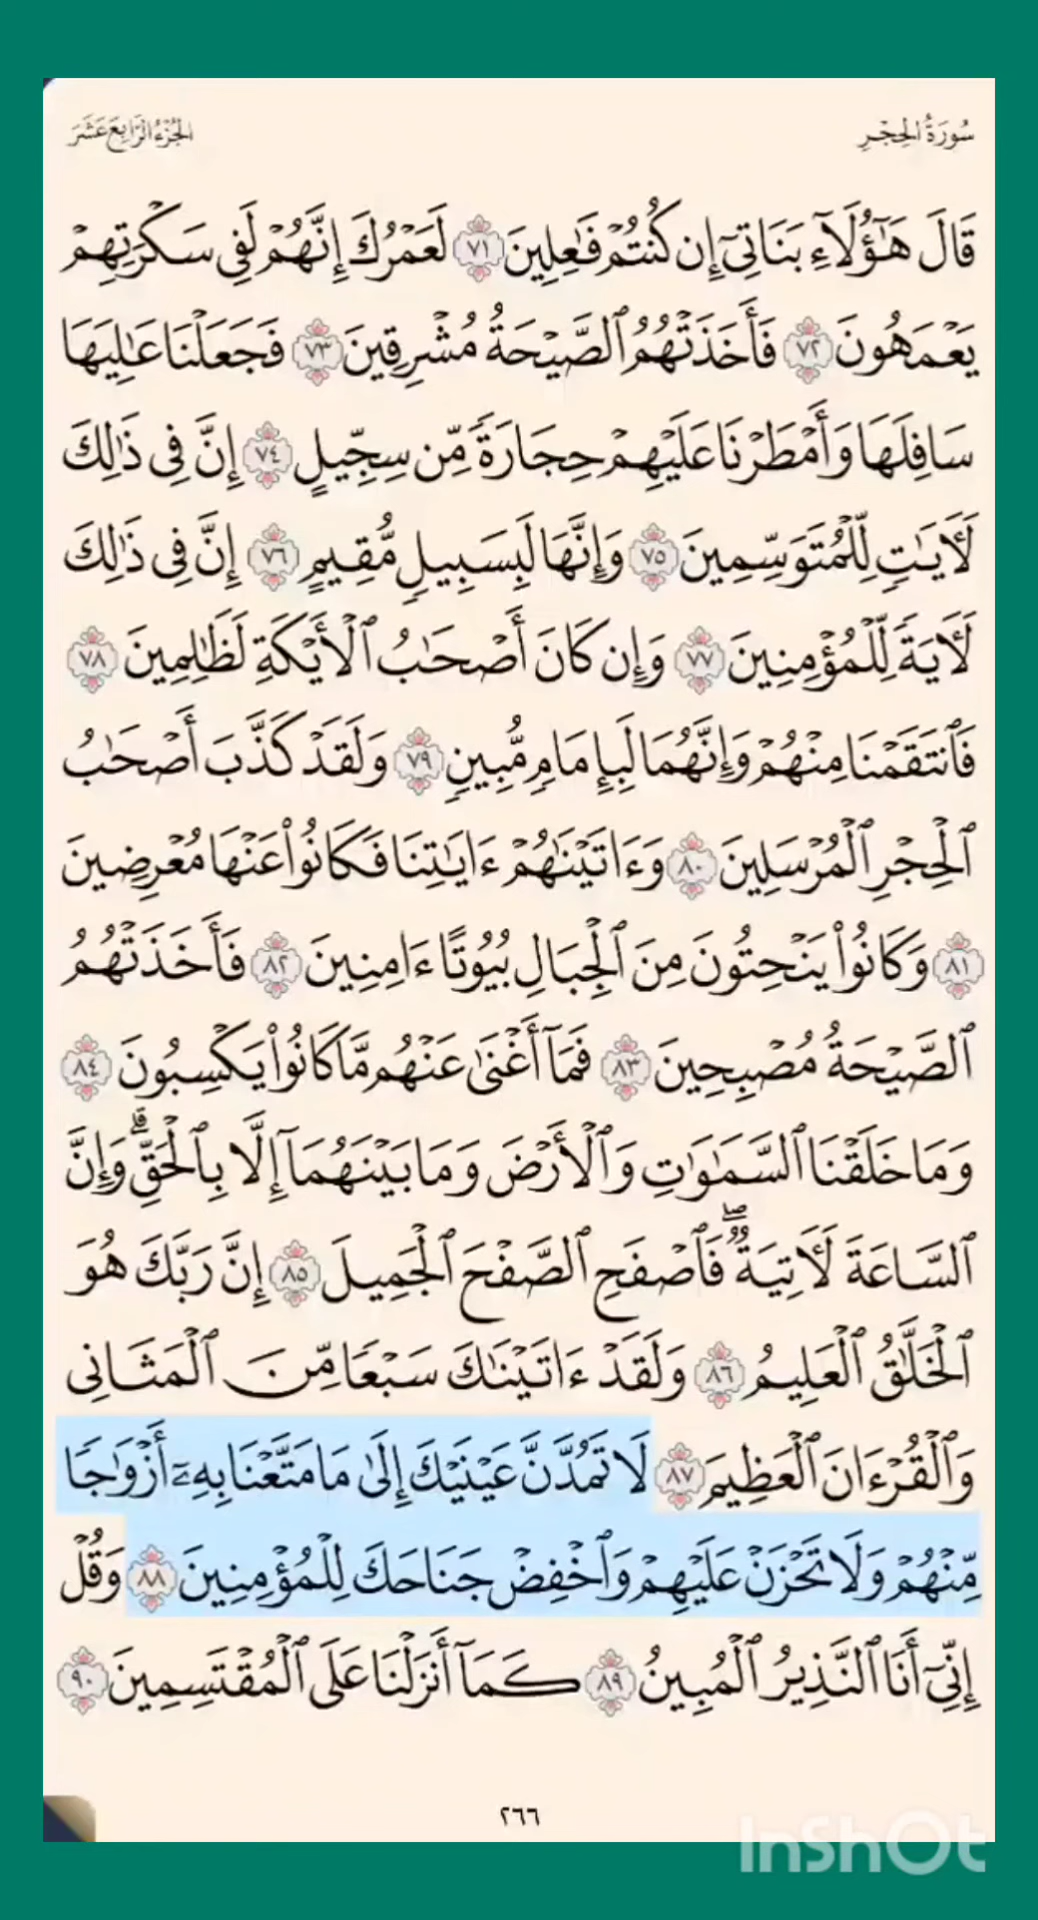 سُورَةُ الحِجْرِ
الجُزْءُ الرَّابِعَ عَشَرَ
قَالَ هَٰٓؤُلَآءِ بَنَاتِىٓ إِن كُنتُمْ فَٰعِلِينَ ٧١ لَعَمْرُكَ إِنَّهُمْ لَفِى سَكْرَتِهِمْ
يَعْمَهُونَ ٧٢ فَأَخَذَتْهُمُ ٱلصَّيْحَةُ مُشْرِقِينَ ٧٣ فَجَعَلْنَا عَٰلِيَهَا
سَافِلَهَا وَأَمْطَرْنَا عَلَيْهِمْ حِجَارَةً مِّن سِجِّيلٍ ٧٤ إِنَّ فِى ذَٰلِكَ
لَءَايَٰتٍ لِّلْمُتَوَسِّمِينَ ٧٥ وَإِنَّهَا لَبِسَبِيلٍ مُّقِيمٍ ٧٦ إِنَّ فِى ذَٰلِكَ
لَءَايَةً لِّلْمُؤْمِنِينَ ٧٧ وَإِن كَانَ أَصْحَٰبُ ٱلْأَيْكَةِ لَظَٰلِمِينَ ٧٨
فَٱنتَقَمْنَا مِنْهُمْ وَإِنَّهُمَا لَبِإِمَامٍ مُّبِينٍ ٧٩ وَلَقَدْ كَذَّبَ أَصْحَٰبُ
ٱلْحِجْرِ ٱلْمُرْسَلِينَ ٨٠ وَءَاتَيْنَٰهُمْ ءَايَٰتِنَا فَكَانُوا۟ عَنْهَا مُعْرِضِينَ
٨١ وَكَانُوا۟ يَنْحِتُونَ مِنَ ٱلْجِبَالِ بُيُوتًا ءَامِنِينَ ٨٢ فَأَخَذَتْهُمُ
ٱلصَّيْحَةُ مُصْبِحِينَ ٨٣ فَمَآ أَغْنَىٰ عَنْهُم مَّا كَانُوا۟ يَكْسِبُونَ ٨٤
وَمَا خَلَقْنَا ٱلسَّمَٰوَٰتِ وَٱلْأَرْضَ وَمَا بَيْنَهُمَآ إِلَّا بِٱلْحَقِّ ۗ وَإِنَّ
ٱلسَّاعَةَ لَءَاتِيَةٌ ۖ فَٱصْفَحِ ٱلصَّفْحَ ٱلْجَمِيلَ ٨٥ إِنَّ رَبَّكَ هُوَ
ٱلْخَلَّٰقُ ٱلْعَلِيمُ ٨٦ وَلَقَدْ ءَاتَيْنَٰكَ سَبْعًا مِّنَ ٱلْمَثَانِى
وَٱلْقُرْءَانَ ٱلْعَظِيمَ ٨٧ لَا تَمُدَّنَّ عَيْنَيْكَ إِلَىٰ مَا مَتَّعْنَا بِهِۦٓ أَزْوَٰجًا
مِّنْهُمْ وَلَا تَحْزَنْ عَلَيْهِمْ وَٱخْفِضْ جَنَاحَكَ لِلْمُؤْمِنِينَ ٨٨ وَقُلْ
إِنِّىٓ أَنَا ٱلنَّذِيرُ ٱلْمُبِينُ ٨٩ كَمَآ أَنزَلْنَا عَلَى ٱلْمُقْتَسِمِينَ ٩٠
٢٦٦
InShOt